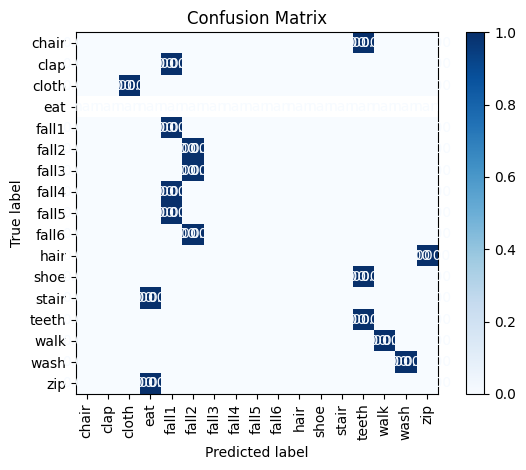 Confusion Matrix
chair
clap
cloth
eat
fall1
fall2
fall3
fall4
fall5
fall6
hair
shoe
stair
teeth
walk
wash
zip
True label
chair
clap
cloth
eat
fall1
fall2
fall3
fall4
fall5
fall6
hair
shoe
stair
teeth
walk
wash
zip
Predicted label
1.0
0.8
0.6
0.4
0.2
0.0